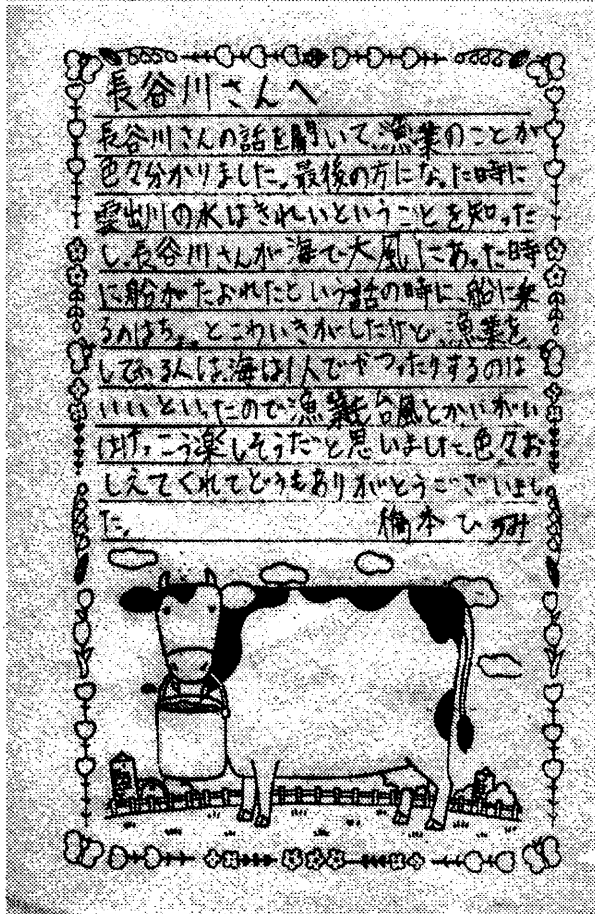 長谷川さんへ
長谷川さんの話を聞いて、漁業のことが
色々分かりました。最後の方になった時に
雲出川の水はきれいということを知った
し、長谷川さんが海で大風にあった時
に船がたおれたという話の時に、船に乗
るのはちょっとこわいきがしたけど、漁業を
している人は、海は1人でやつったりするのは
いいといったので漁業も台風とかいがい
はけっこう楽しそうだと思いました。色々お
しえてくれてどうもありがとうございまし
た。 橋本ひ